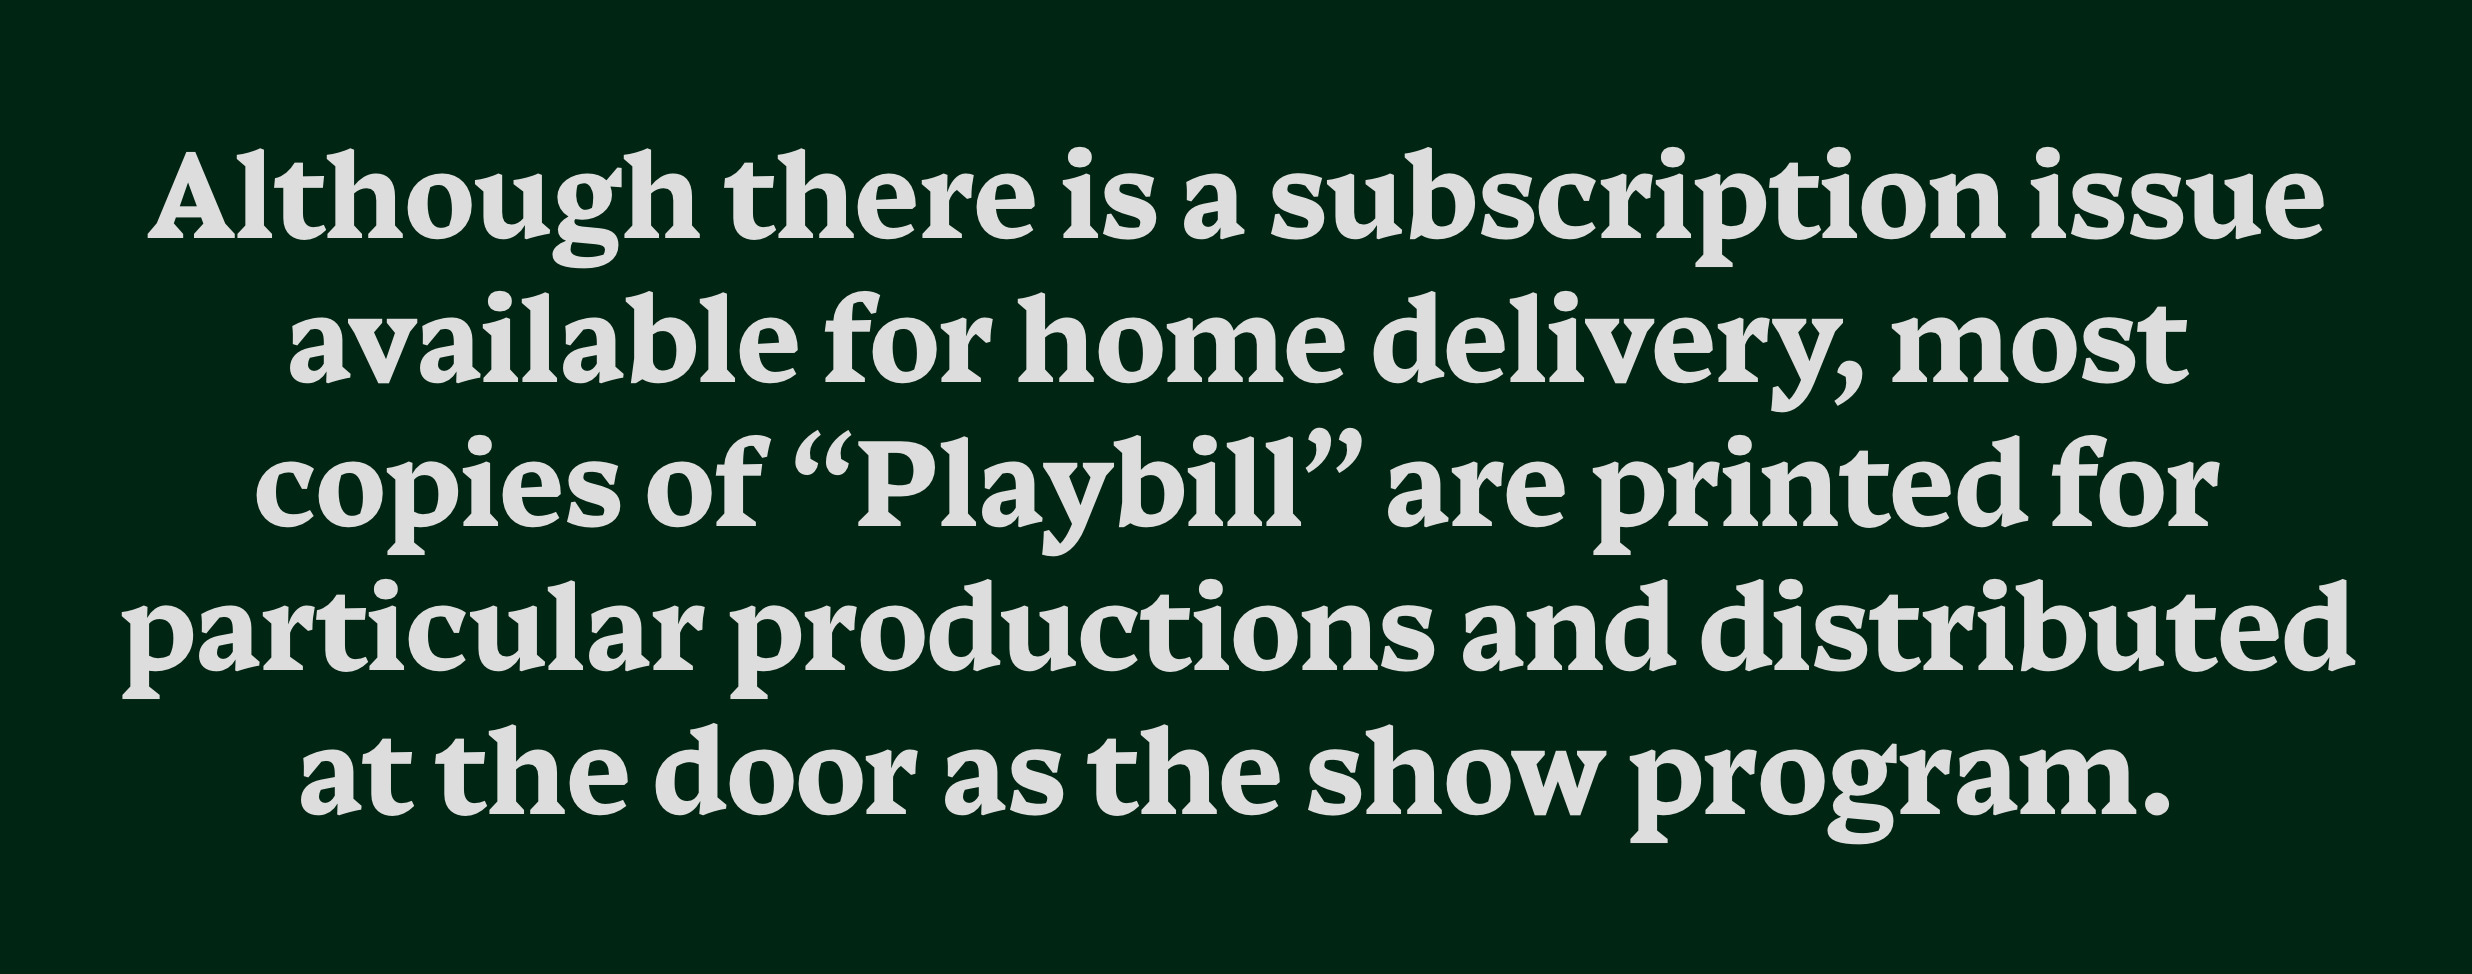 Although there is a subscription issue
available for home delivery, most
copies of “Playbill” are printed for
particular productions and distributed
at the door as the show program.